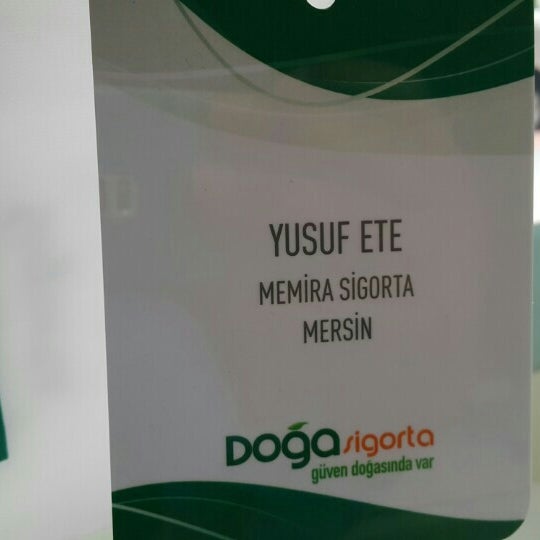 YUSUF ETE
MEMİRA SİGORTA
MERSİN
DOĞA sigorta
güven doğasında var